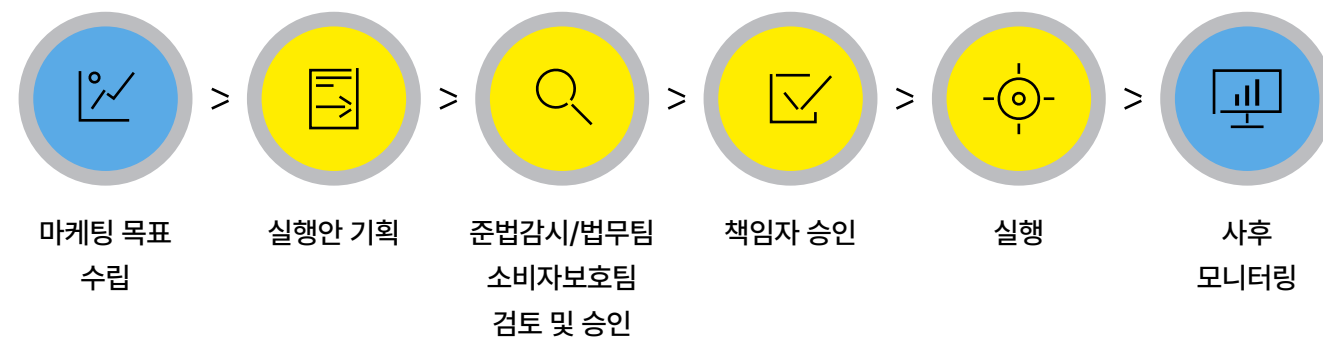 마케팅 목표
수립
>
실행안 기획
>
준법감시/법무팀
소비자보호팀
검토 및 승인
>
책임자 승인
>
실행
>
사후
모니터링